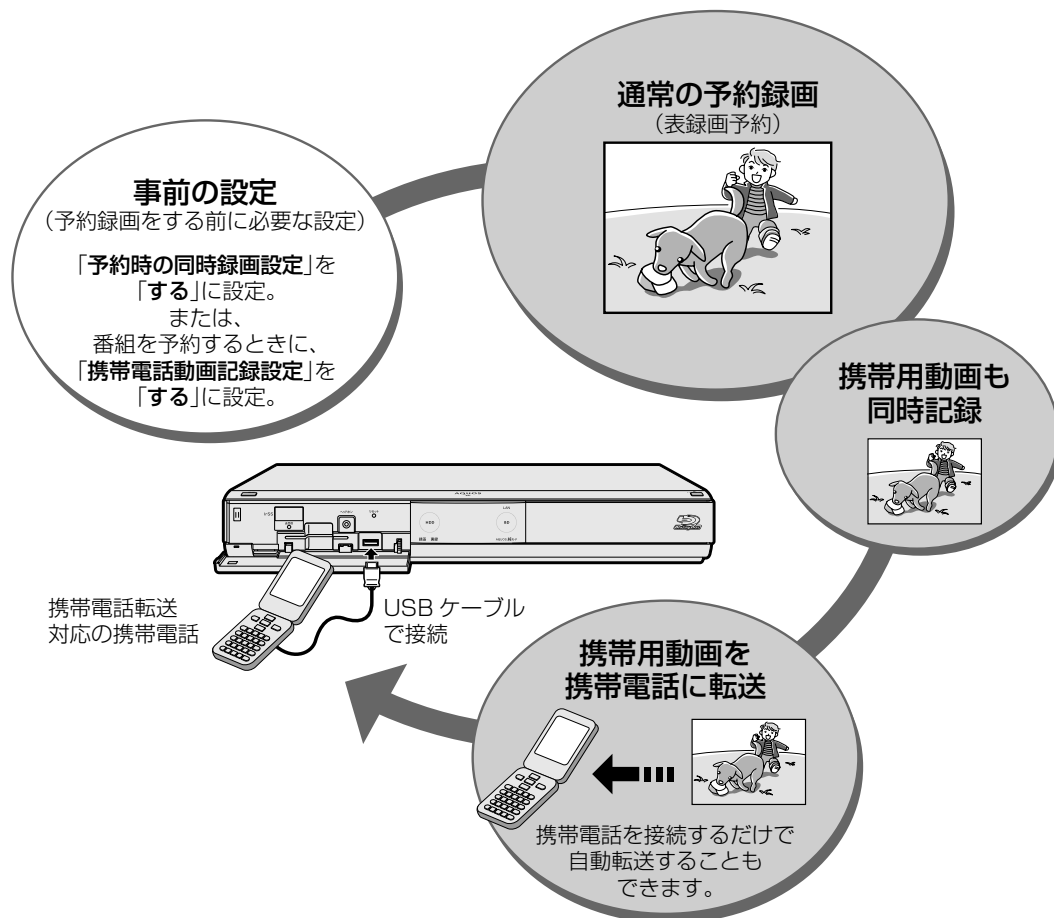 通常の予約録画
（表録画予約）
事前の設定
（予約録画をする前に必要な設定）
「予約時の同時録画設定」を
「する」に設定。
または、
番組を予約するときに、
「携帯電話動画記録設定」を
「する」に設定。
携帯用動画も
同時記録
AQUOS
HDD
BD
携帯電話転送
対応の携帯電話
USB ケーブル
で接続
携帯用動画を
携帯電話に転送
携帯電話を接続するだけで
自動転送することも
できます。